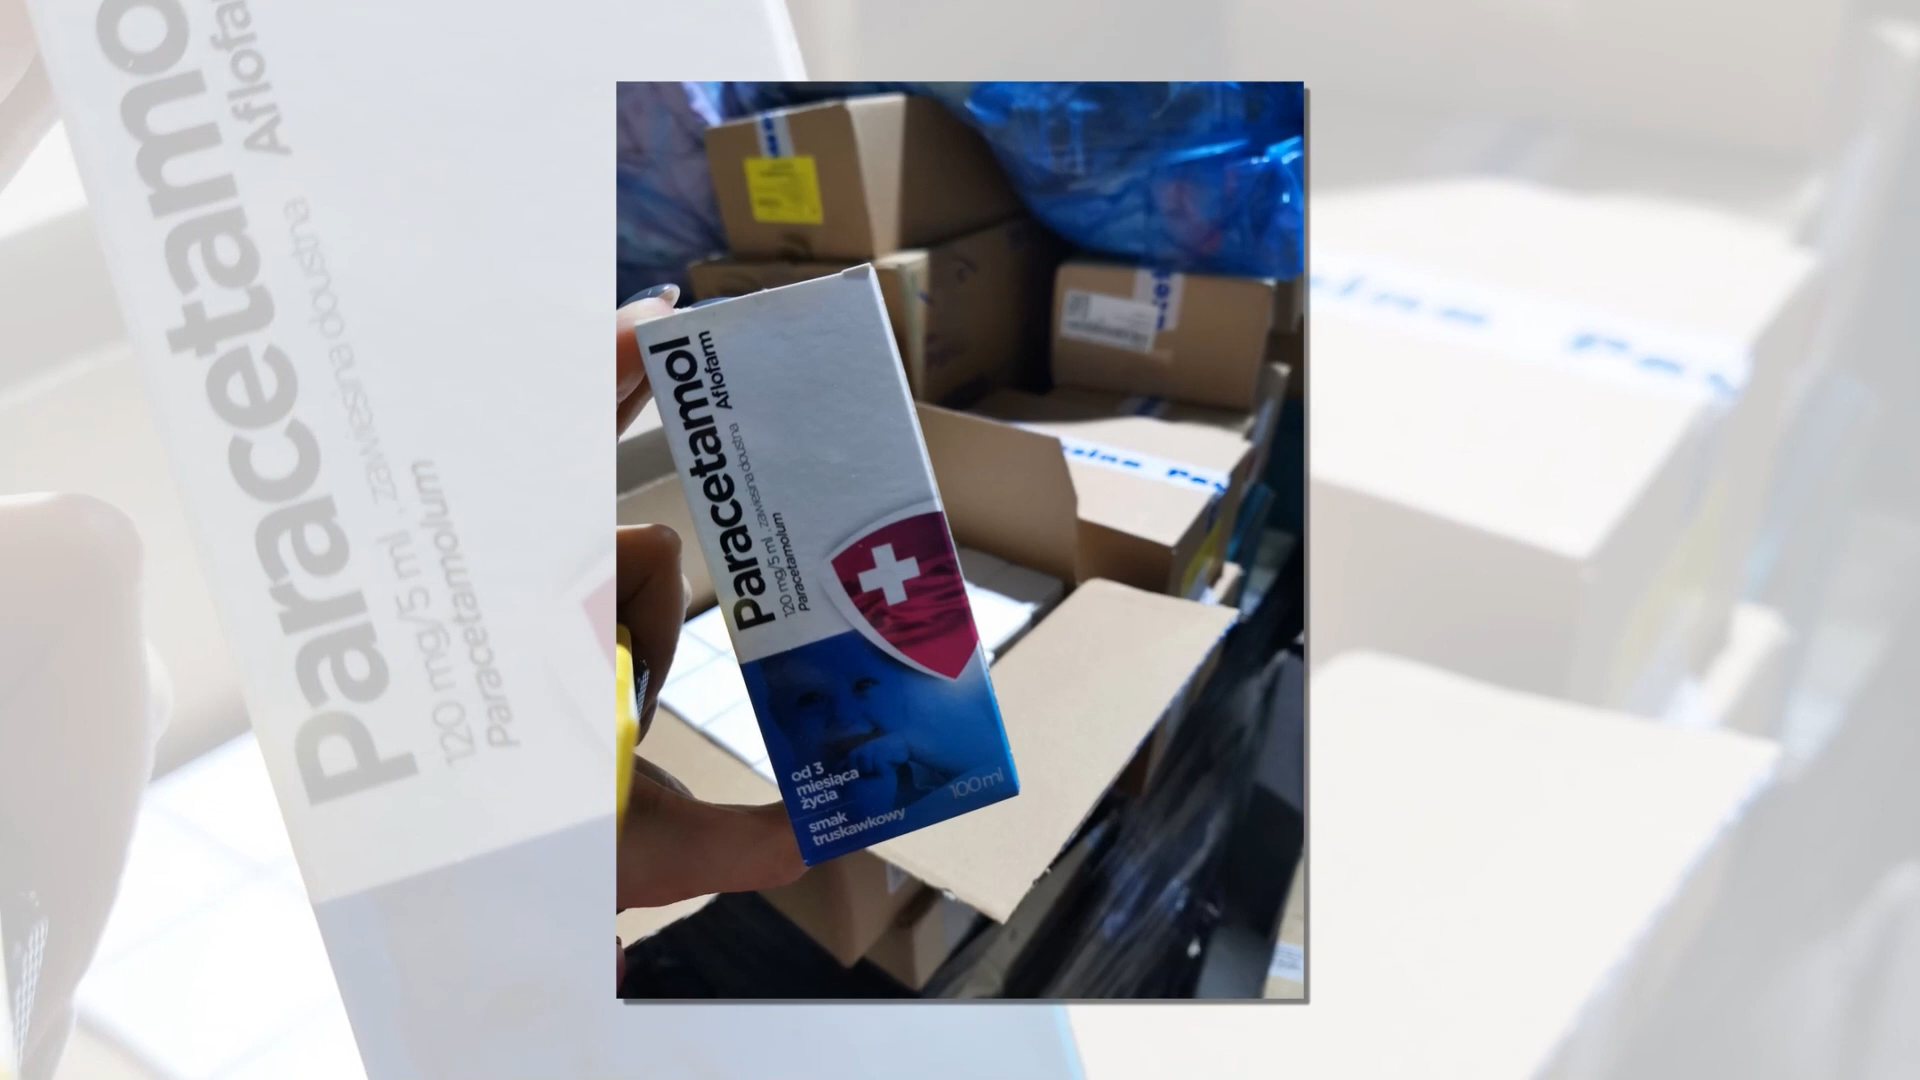 Paracetamol
Aflofarm
120 mg/5 ml, zawiesina doustna
Paracetamolum
od 3
miesiąca
życia
smak
truskawkowy
100 ml